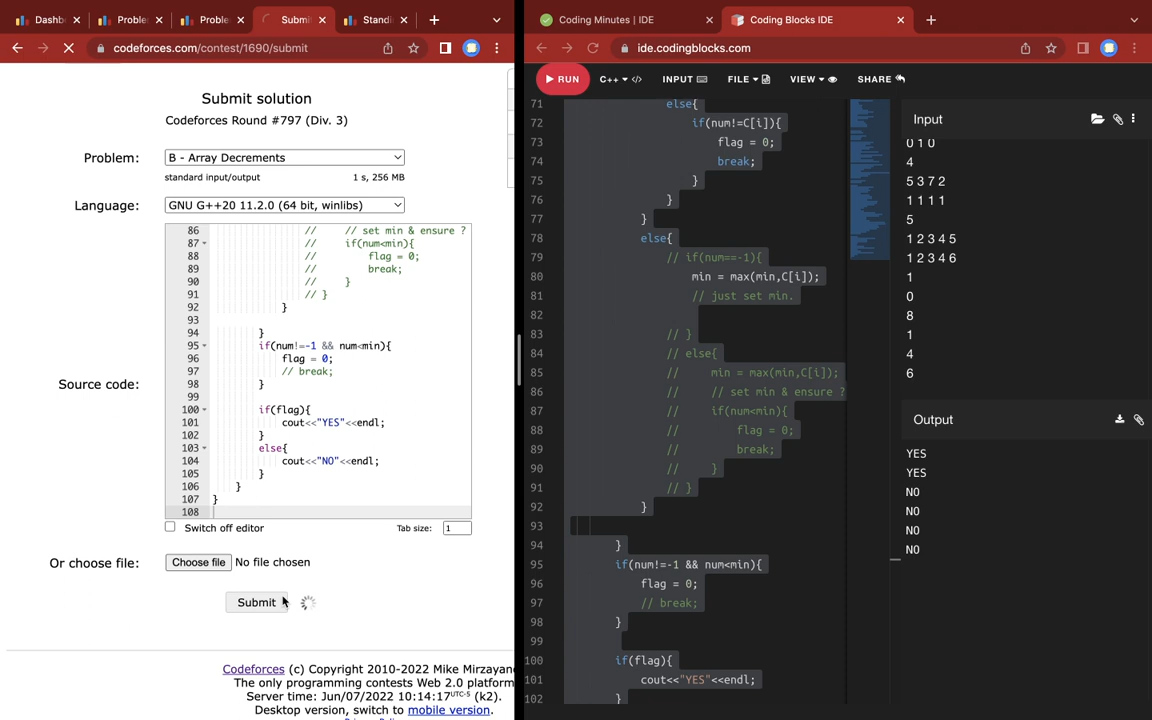 Dashb
Proble
Proble
Submi
Standi
codeforces.com/contest/1690/submit
Submit solution
Codeforces Round #797 (Div. 3)
Problem:
B - Array Decrements
standard input/output
1 s, 256 MB
Language:
GNU G++20 11.2.0 (64 bit, winlibs)
Source code:
86 // // set min & ensure ?
87 // if(num<min){
88 // flag = 0;
89 // break;
90 // }
91 // }
92 }
93
94 }
95 if(num!=-1 && num<min){
96 flag = 0;
97 // break;
98 }
99
100 if(flag){
101 cout<<"YES"<<endl;
102 }
103 else{
104 cout<<"NO"<<endl;
105 }
106 }
107 }
108
Switch off editor
Tab size:
1
Or choose file:
Choose file No file chosen
Submit
Codeforces (c) Copyright 2010-2022 Mike Mirzayan
The only programming contests Web 2.0 platform
Server time: Jun/07/2022 10:14:17UTC-5 (k2).
Desktop version, switch to mobile version.
Coding Minutes | IDE
Coding Blocks IDE
ide.codingblocks.com
RUN
C++
INPUT
FILE
VIEW
SHARE
71 else{
72 if(num!=C[i]){
73 flag = 0;
74 break;
75 }
76 }
77 }
78 else{
79 // if(num==-1){
80 min = max(min,C[i]);
81 // just set min.
82
83 // }
84 // else{
85 // min = max(min,C[i]);
86 // // set min & ensure ?
87 // if(num<min){
88 // flag = 0;
89 // break;
90 // }
91 // }
92 }
93
94 }
95 if(num!=-1 && num<min){
96 flag = 0;
97 // break;
98 }
99
100 if(flag){
101 cout<<"YES"<<endl;
102 }
Input
0 1 0
4
5 3 7 2
1 1 1 1
5
1 2 3 4 5
1 2 3 4 6
1
0
8
1
4
6
Output
YES
YES
NO
NO
NO
NO